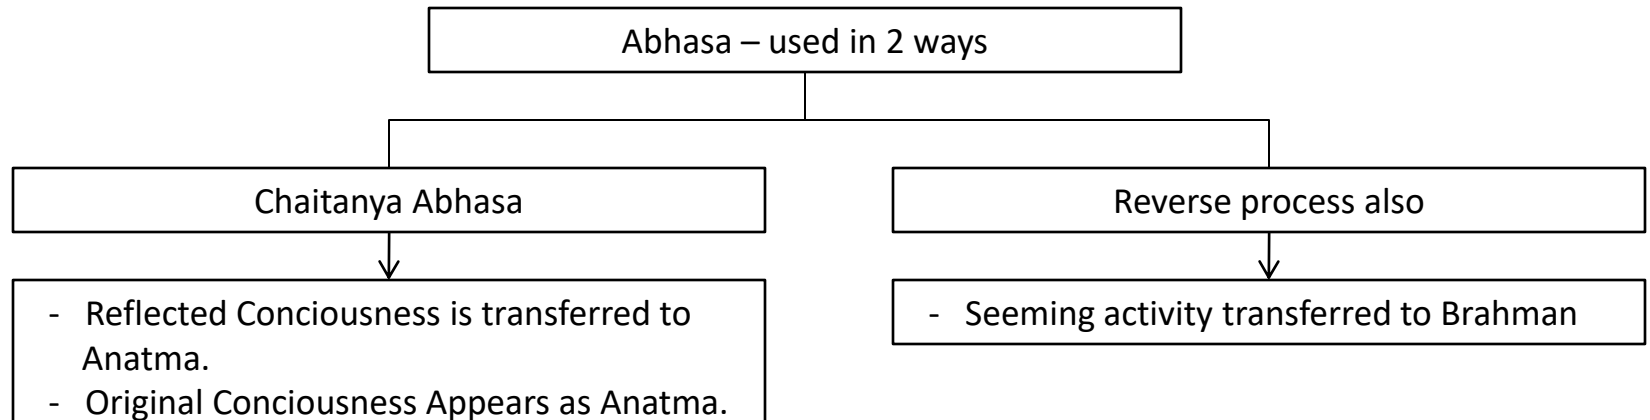 Abhasa – used in 2 ways
Chaitanya Abhasa
- Reflected Conciousness is transferred to
Anatma.
- Original Conciousness Appears as Anatma.
Reverse process also
- Seeming activity transferred to Brahman